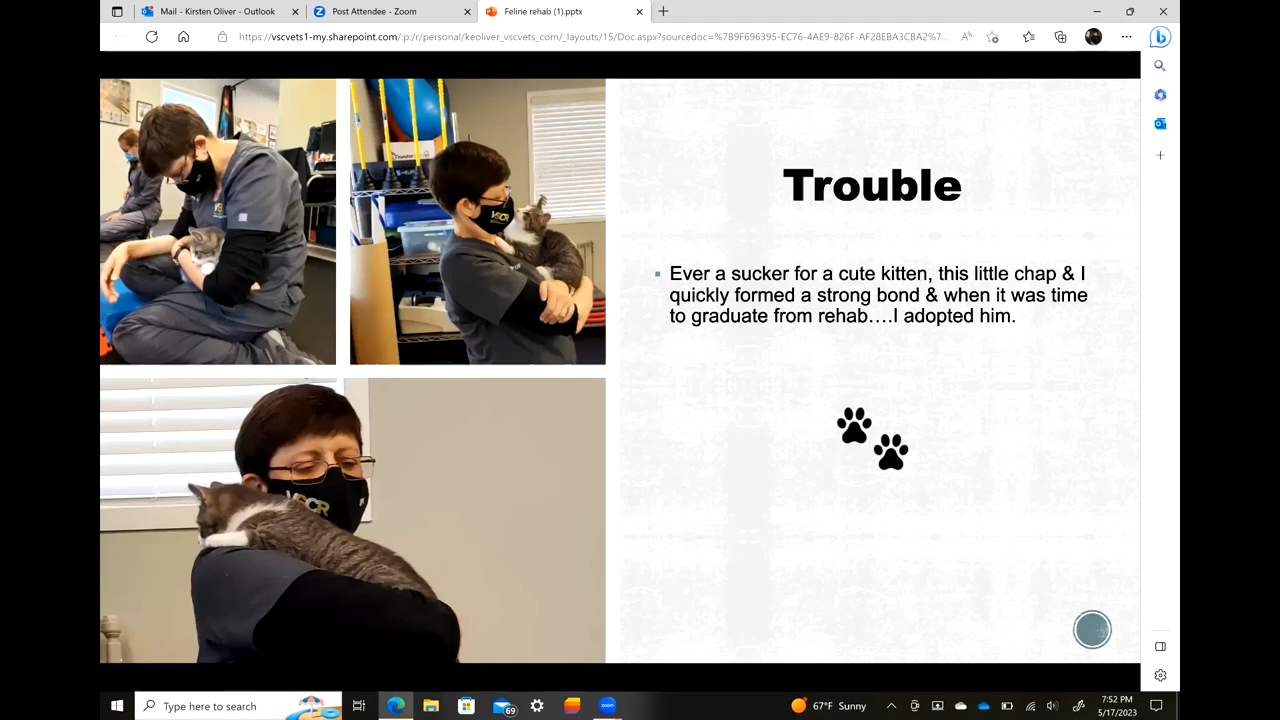 Mail - Kirsten Oliver - Outlook
Post Attendee - Zoom
Feline rehab (1).pptx
https://vscvets1-my.sharepoint.com/:p:/r/personal/keoliver_vscvets_com/_layouts/15/Doc.aspx?sourcedoc=%7B9F696395-EC76-4AE9-826F-AF28EBA3CBA2%7...
Trouble
Ever a sucker for a cute kitten, this little chap & I
quickly formed a strong bond & when it was time
to graduate from rehab….I adopted him.
VSCR
Type here to search
69
zoom
67°F Sunny
7:52 PM
5/17/2023